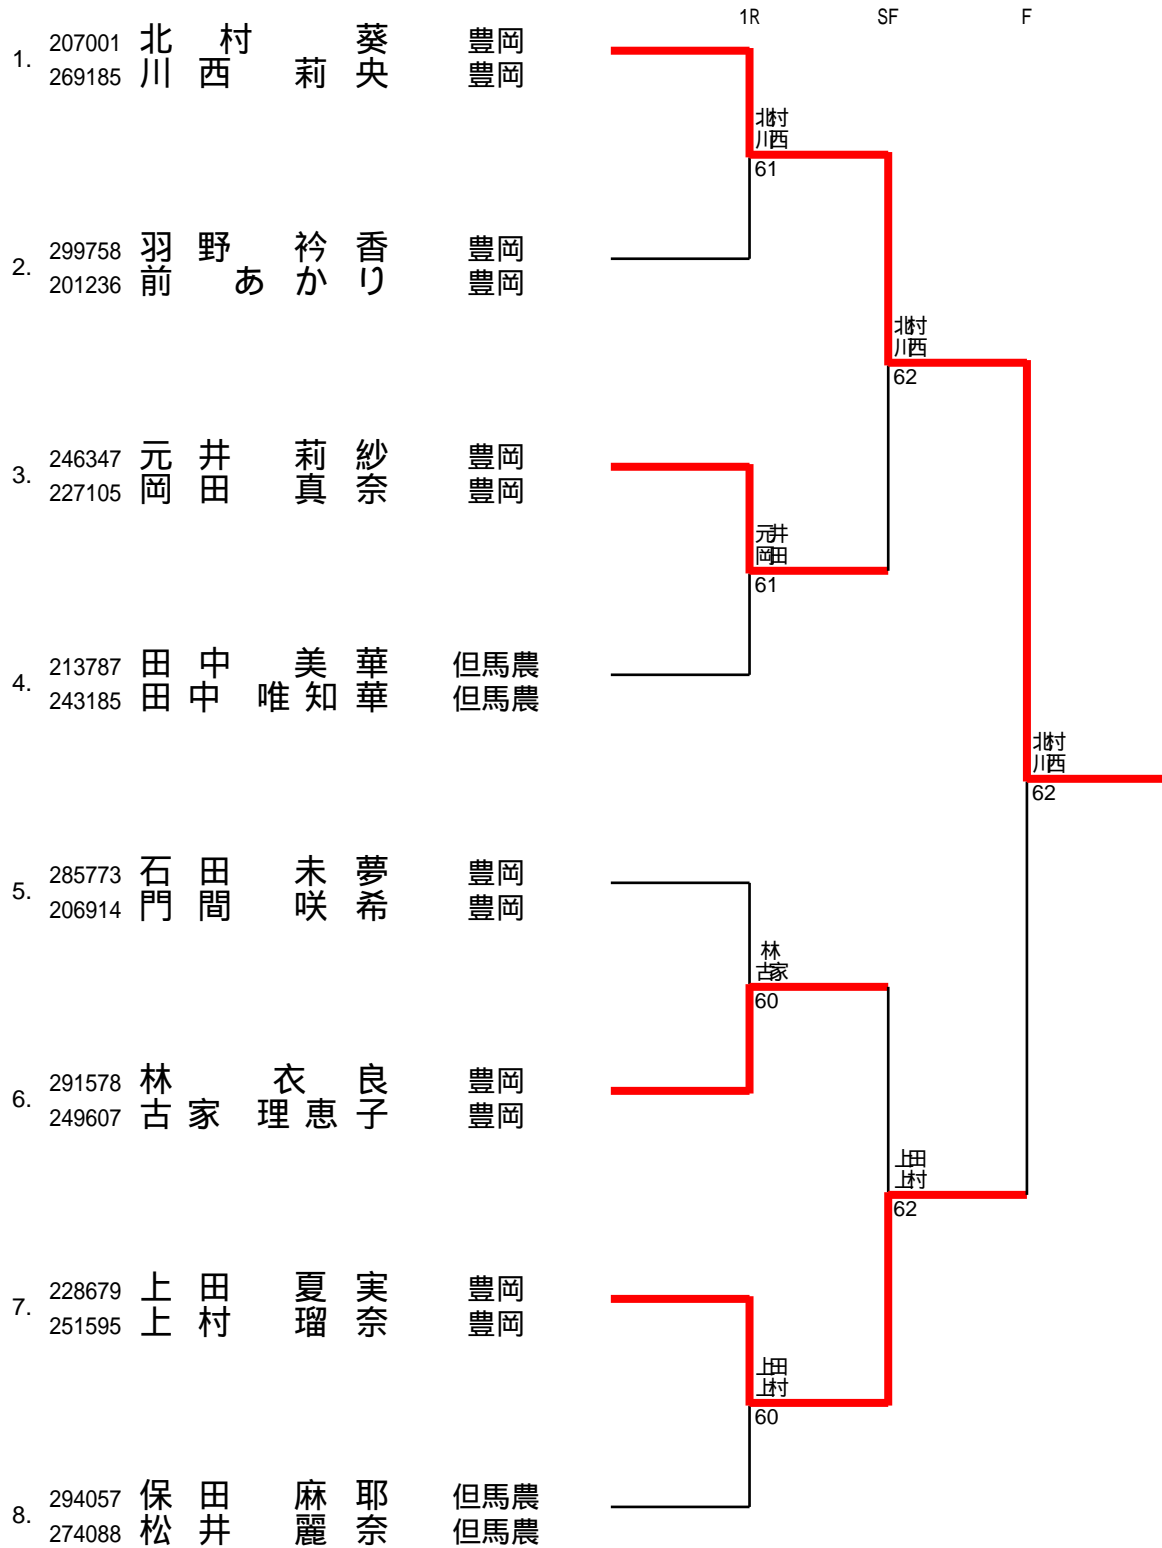 1R SF F
1. 207001 北村 葵 豊岡
269185 川西 莉央 豊岡
北村
川西
61
2. 299758 羽野 衿香 豊岡
201236 前 あかり 豊岡
北村
川西
62
3. 246347 元井 莉紗 豊岡
227105 岡田 真奈 豊岡
元井
岡田
61
4. 213787 田中 美華 但馬農
243185 田中 唯知華 但馬農
北村
川西
62
5. 285773 石田 未夢 豊岡
206914 門間 咲希 豊岡
林
古家
60
6. 291578 林 衣良 豊岡
249607 古家 理恵子 豊岡
上田
上村
62
7. 228679 上田 夏実 豊岡
251595 上村 瑠奈 豊岡
上田
上村
60
8. 294057 保田 麻耶 但馬農
274088 松井 麗奈 但馬農